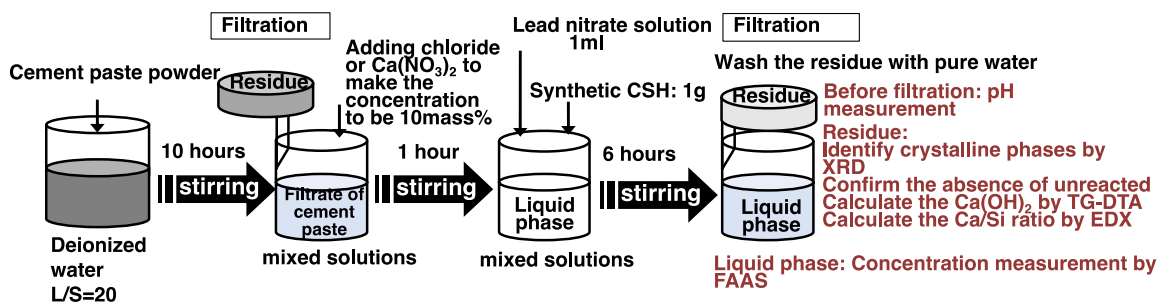 Filtration
Cement paste powder
Residue
Adding chloride
or Ca(NO₃)₂ to
make the
concentration
to be 10mass%
10 hours
stirring
Filtrate of
cement
paste
Deionized
water
L/S=20
1 hour
stirring
mixed solutions
Lead nitrate solution
1ml
Synthetic CSH: 1g
Liquid
phase
mixed solutions
6 hours
stirring
Filtration
Wash the residue with pure water
Residue
Liquid
phase
Before filtration: pH
measurement
Residue:
Identify crystalline phases by
XRD
Confirm the absence of unreacted
Calculate the Ca(OH)₂ by TG-DTA
Calculate the Ca/Si ratio by EDX
Liquid phase: Concentration measurement by
FAAS